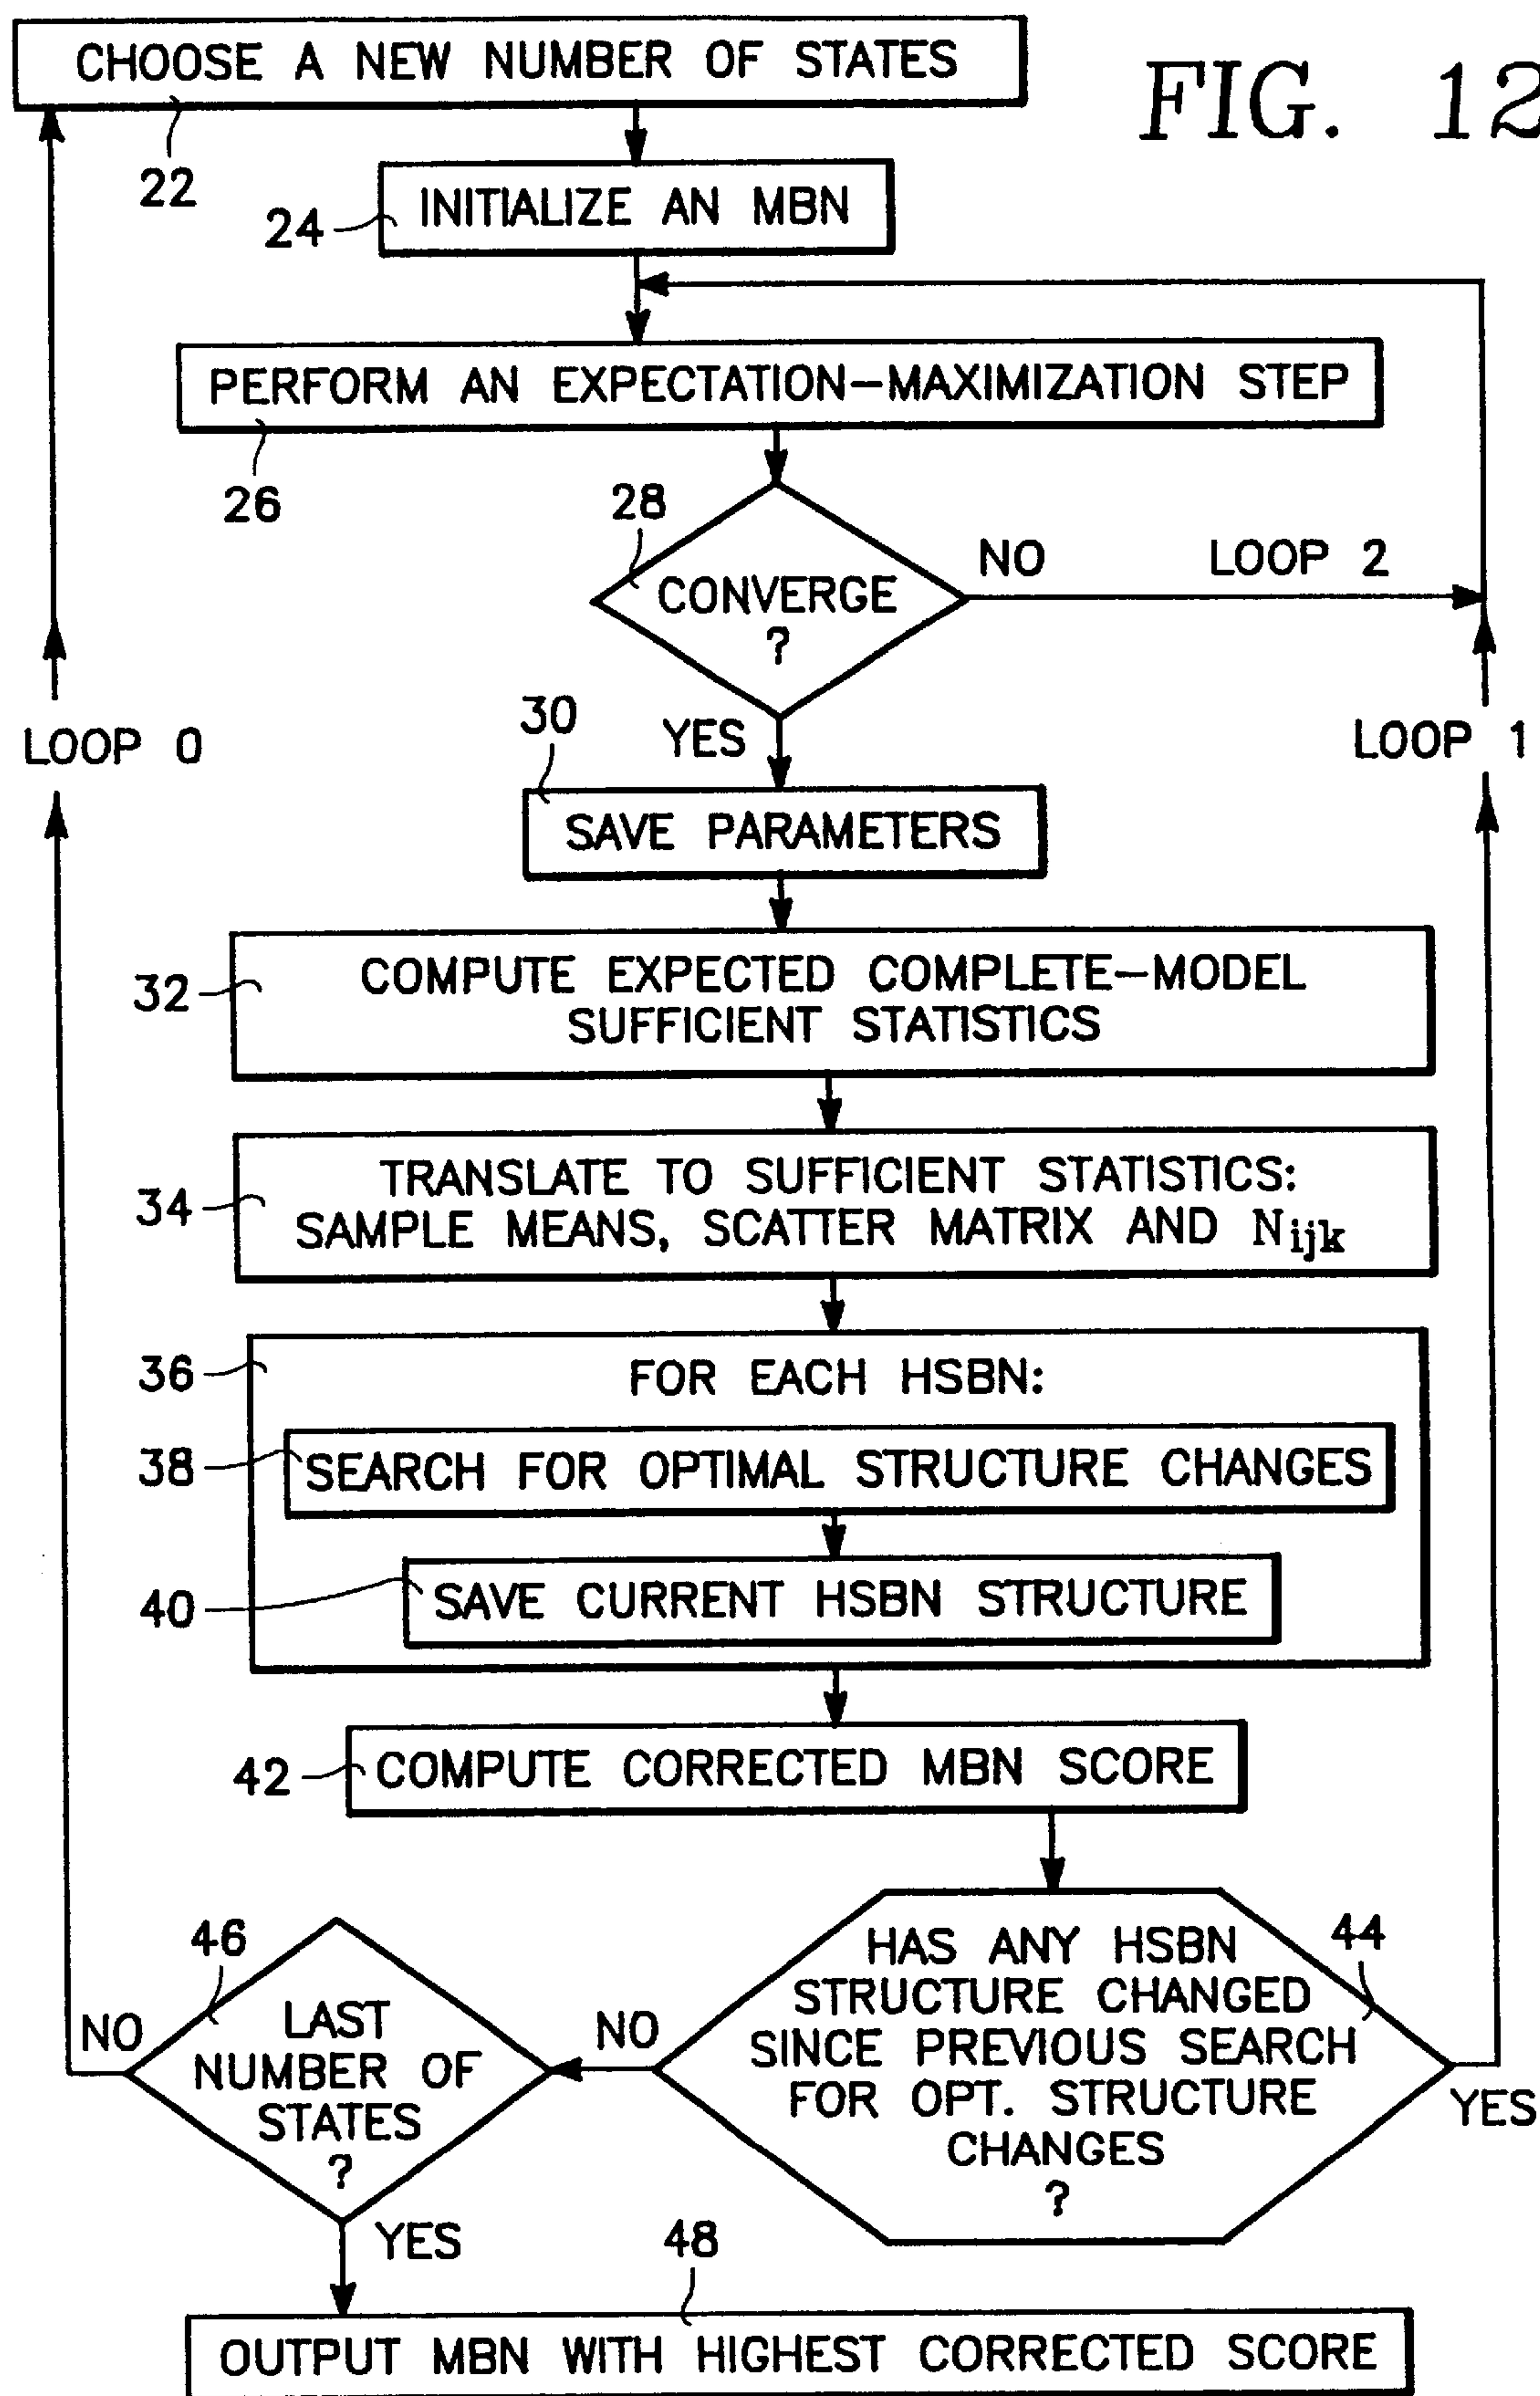 CHOOSE A NEW NUMBER OF STATES
FIG. 12
22
INITIALIZE AN MBN
24
PERFORM AN EXPECTATION-MAXIMIZATION STEP
26
28
CONVERGE
?
NO
LOOP 2
YES
LOOP 0
LOOP 1
30
SAVE PARAMETERS
32
COMPUTE EXPECTED COMPLETE-MODEL
SUFFICIENT STATISTICS
34
TRANSLATE TO SUFFICIENT STATISTICS:
SAMPLE MEANS, SCATTER MATRIX AND Nijk
36
FOR EACH HSBN:
38
SEARCH FOR OPTIMAL STRUCTURE CHANGES
40
SAVE CURRENT HSBN STRUCTURE
42
COMPUTE CORRECTED MBN SCORE
44
HAS ANY HSBN
STRUCTURE CHANGED
SINCE PREVIOUS SEARCH
FOR OPT. STRUCTURE
CHANGES
?
YES
NO
46
LAST
NUMBER OF
STATES
?
NO
YES
48
OUTPUT MBN WITH HIGHEST CORRECTED SCORE